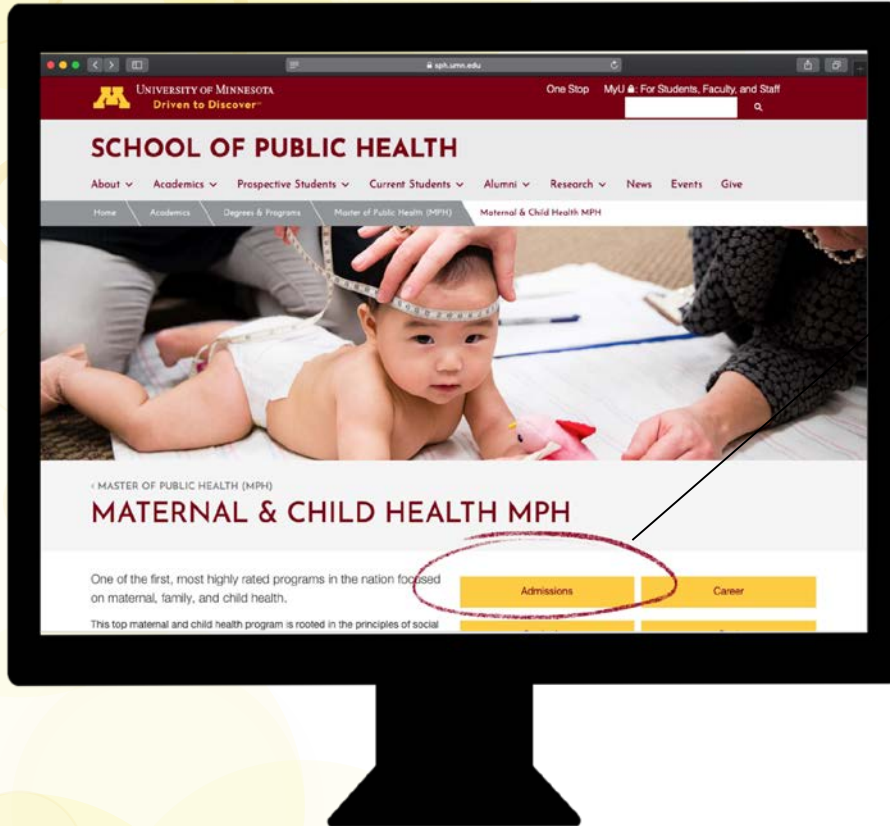 sph.umn.edu
UNIVERSITY OF MINNESOTA
Driven to Discover℠
One Stop MyU : For Students, Faculty, and Staff
SCHOOL OF PUBLIC HEALTH
About Academics Prospective Students Current Students Alumni Research News Events Give
Home Academics Degrees & Programs Master of Public Health (MPH) Maternal & Child Health MPH
< MASTER OF PUBLIC HEALTH (MPH)
MATERNAL & CHILD HEALTH MPH
One of the first, most highly rated programs in the nation focused
on maternal, family, and child health.
This top maternal and child health program is rooted in the principles of social
Admissions
Career